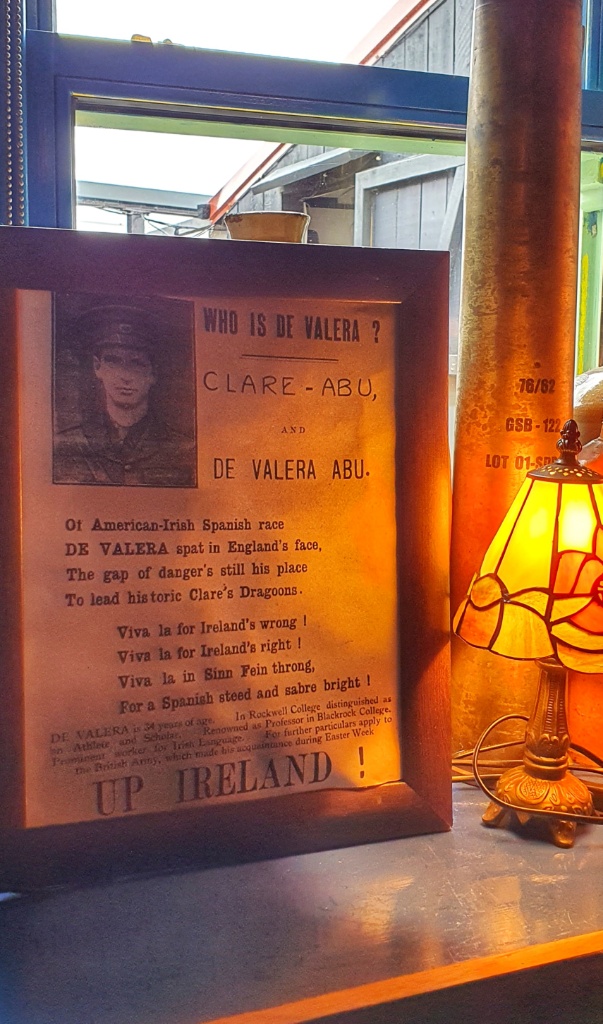 WHO IS DE VALERA ?
CLARE-ABU,
AND
DE VALERA ABU.
Of American-Irish Spanish race
DE VALERA spat in England's face,
The gap of danger's still his place
To lead historic Clare's Dragoons.
Viva la for Ireland's wrong !
Viva la for Ireland's right !
Viva la in Sinn Fein throng,
For a Spanish steed and sabre bright !
DE VALERA is 34 years of age. In Rockwell College distinguished as
an Athlete and Scholar. Renowned as Professor in Blackrock College.
Prominent worker for Irish Language. For further particulars apply to
the British Army, which made his acquaintance during Easter Week
UP IRELAND !
76/62
GSB-122
LOT 01-